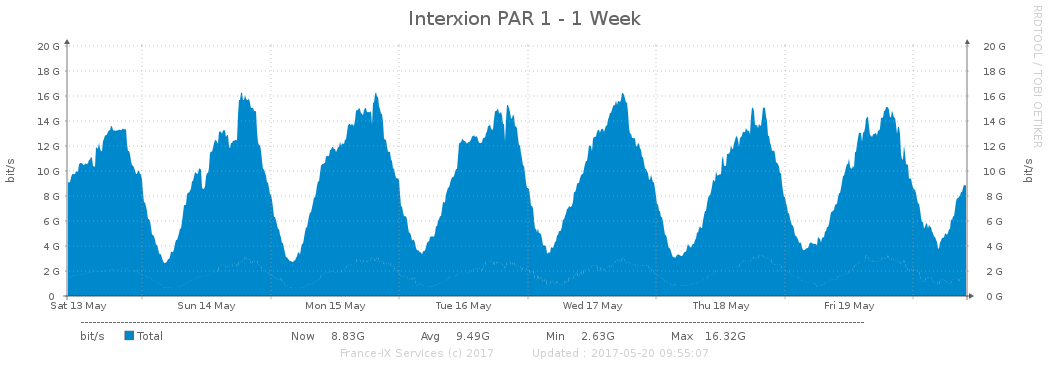 Interxion PAR 1 - 1 Week
RRDTOOL / TOBI OETIKER
20 G 20 G
18 G 18 G
16 G 16 G
14 G 14 G
12 G 12 G
10 G 10 G
8 G 8 G
6 G 6 G
4 G 4 G
2 G 2 G
0 0 G
bit/s
bit/s
Sat 13 May Sun 14 May Mon 15 May Tue 16 May Wed 17 May Thu 18 May Fri 19 May
bit/s Total Now 8.83G Avg 9.49G Min 2.63G Max 16.32G
France-IX Services (c) 2017 Updated : 2017-05-20 09:55:07